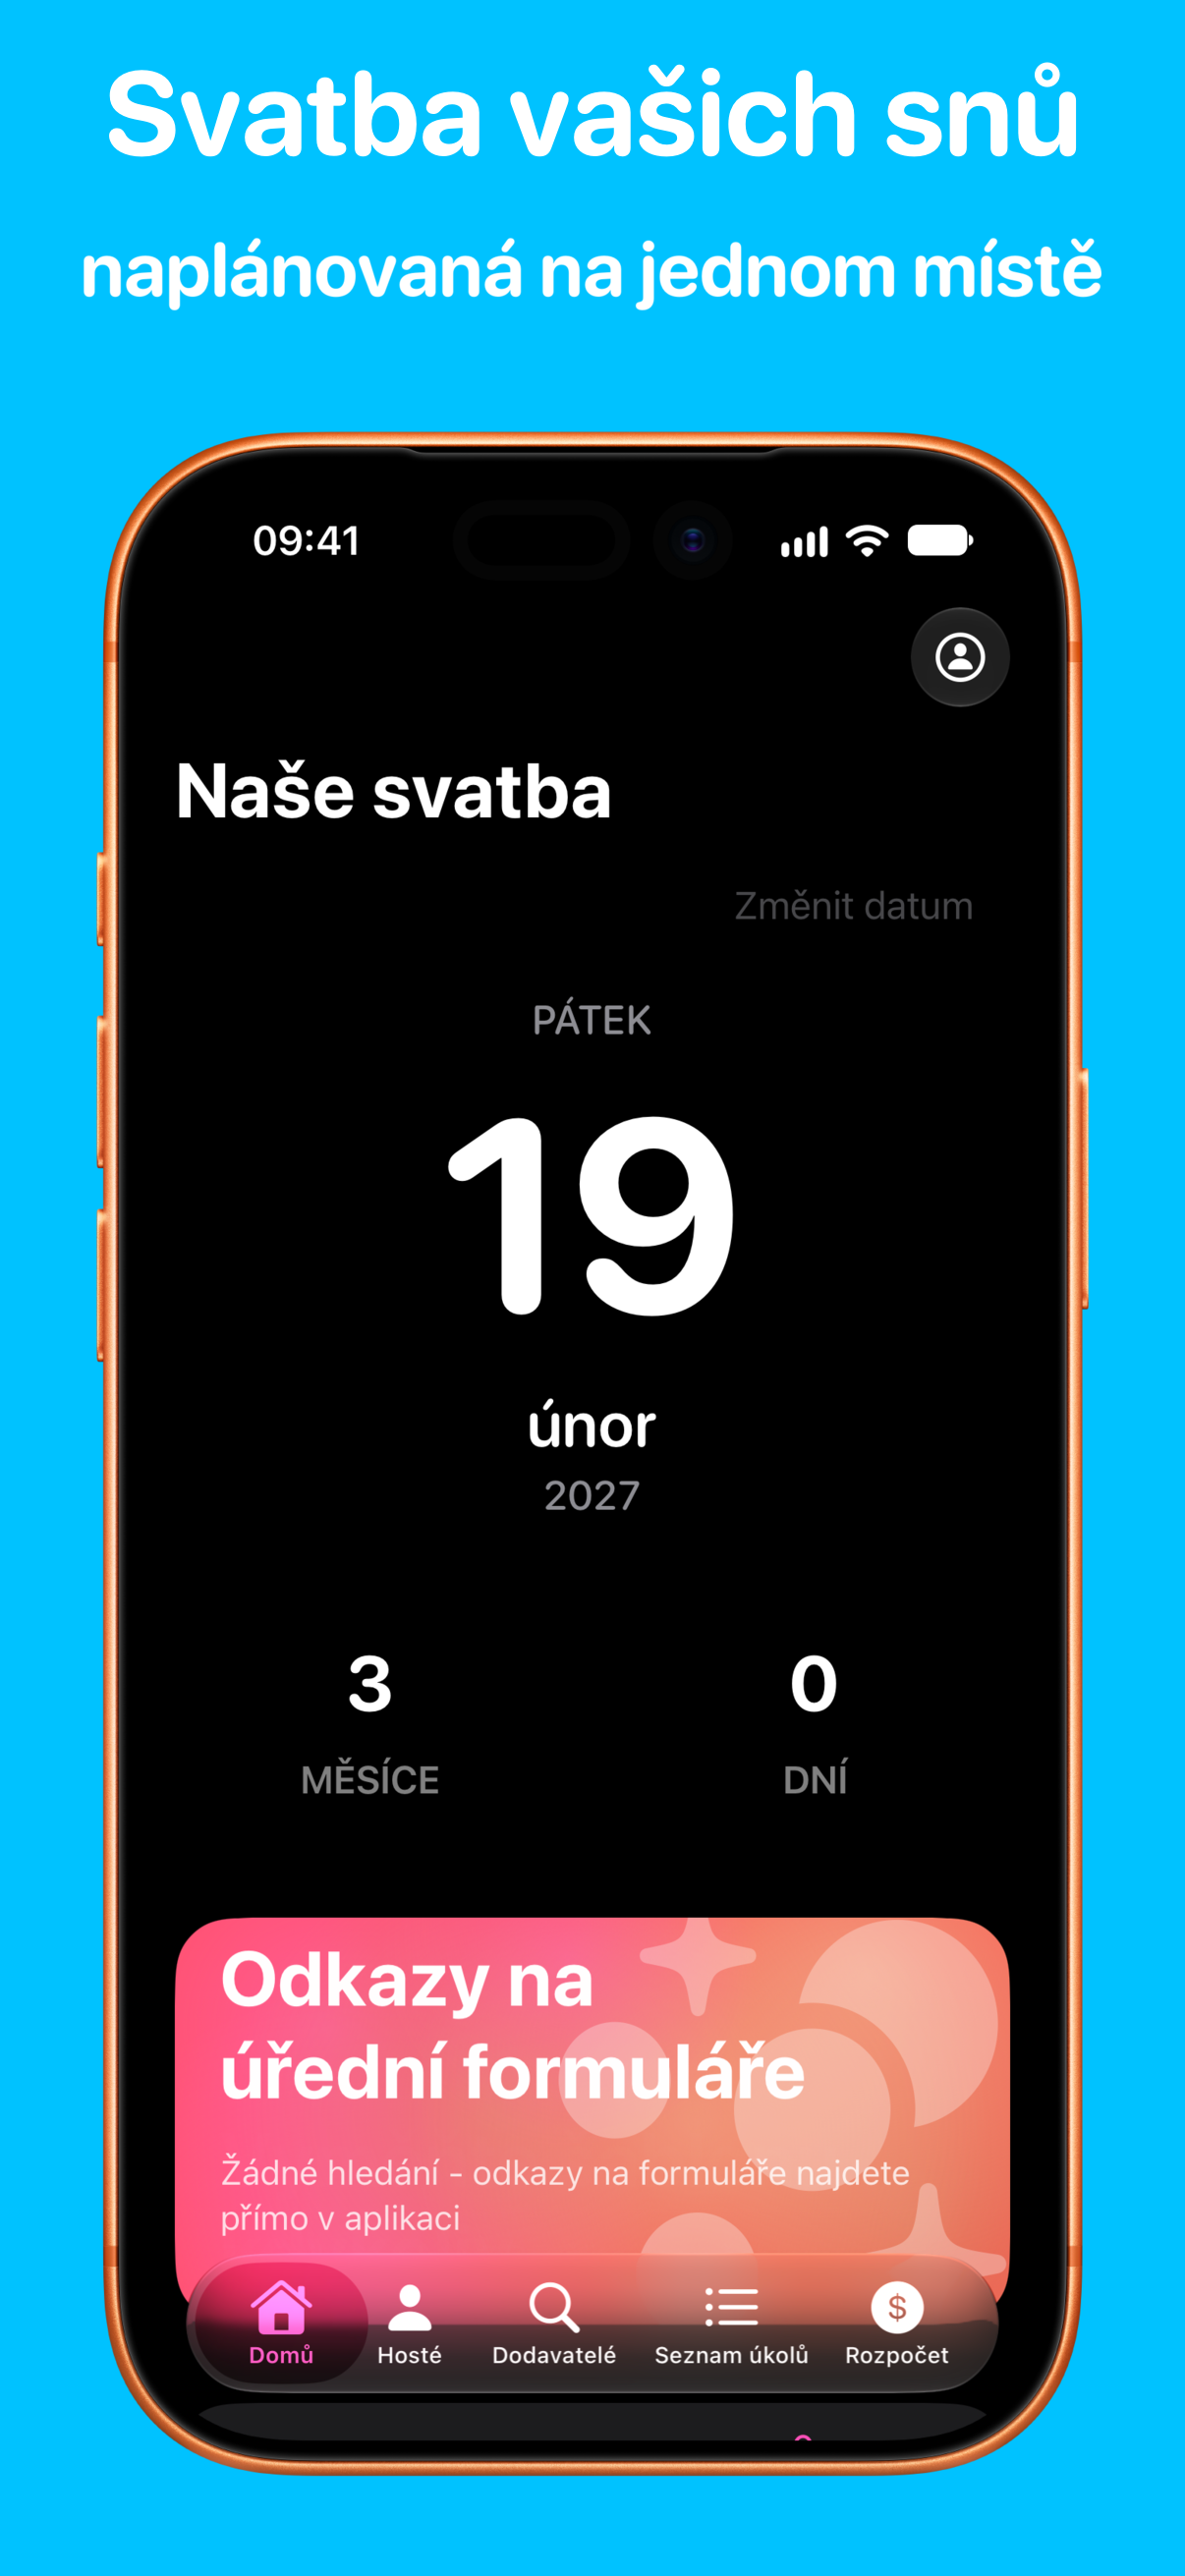 Svatba vašich snů
naplánovaná na jednom místě
09:41
Naše svatba
Změnit datum
PÁTEK
19
únor
2027
3 0
MĚSÍCE DNÍ
Odkazy na
úřední formuláře
Žádné hledání - odkazy na formuláře najdete
přímo v aplikaci
$
Domů Hosté Dodavatelé Seznam úkolů Rozpočet